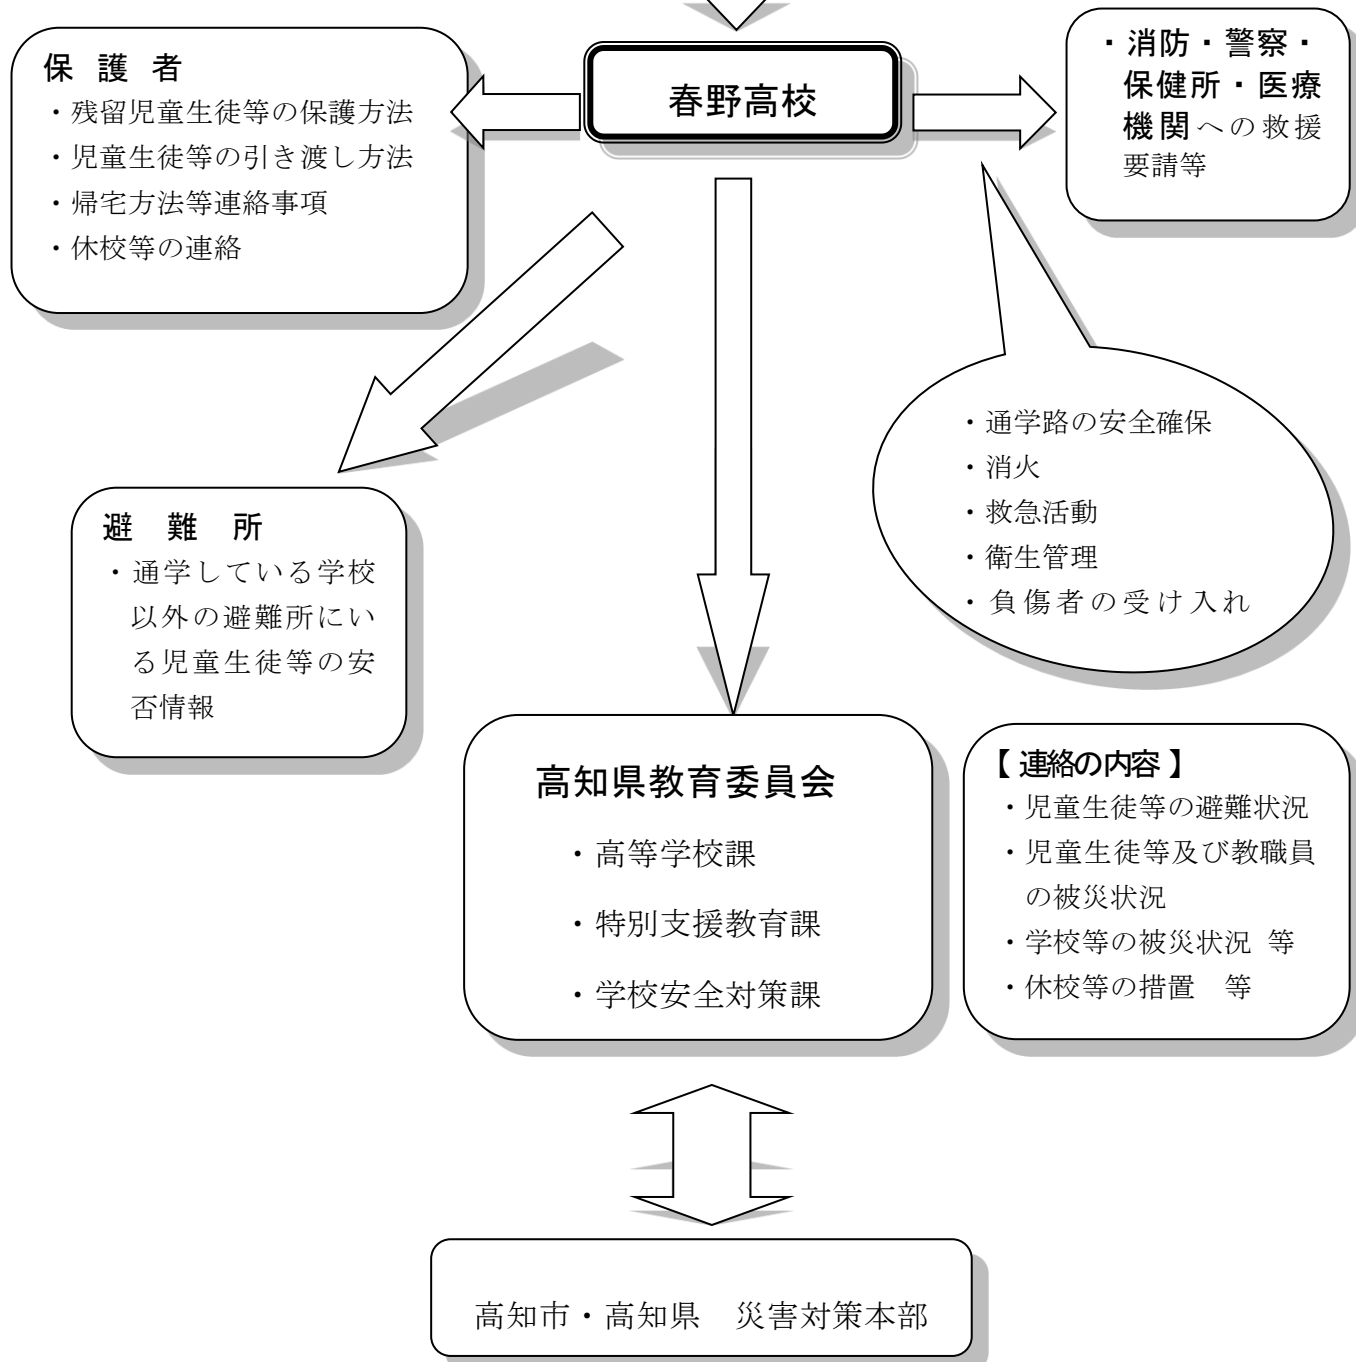 春野高校
保 護 者
・残留児童生徒等の保護方法
・児童生徒等の引き渡し方法
・帰宅方法等連絡事項
・休校等の連絡
・消防・警察・
保健所・医療
機関への救援
要請等
・通学路の安全確保
・消火
・救急活動
・衛生管理
・負傷者の受け入れ
避 難 所
・通学している学校
以外の避難所にい
る児童生徒等の安
否情報
高知県教育委員会
・高等学校課
・特別支援教育課
・学校安全対策課
【連絡の内容】
・児童生徒等の避難状況
・児童生徒等及び教職員
の被災状況
・学校等の被災状況 等
・休校等の措置 等
高知市・高知県 災害対策本部